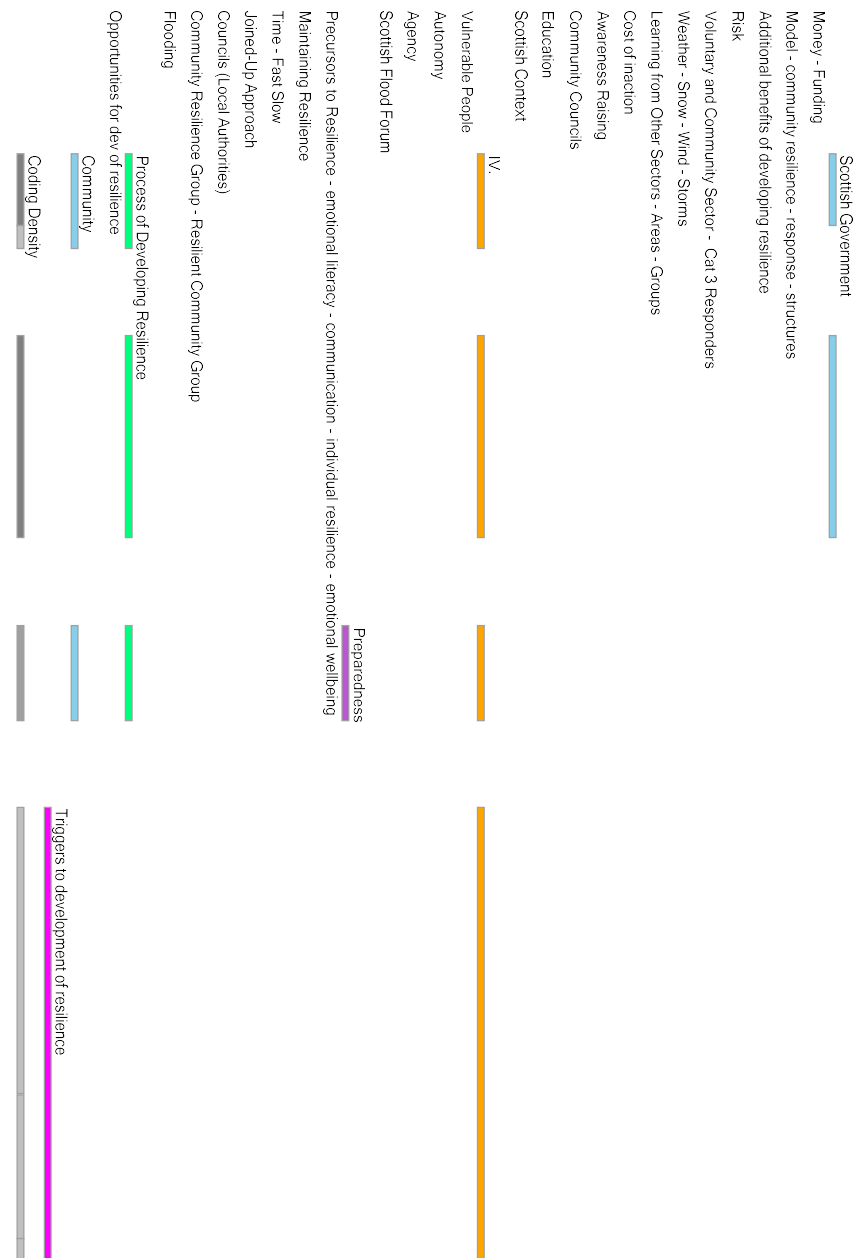 Scottish Government
Money - Funding
Model - community resilience - response - structures
Additional benefits of developing resilience
Risk
Voluntary and Community Sector - Cat 3 Responders
Weather - Snow - Wind - Storms
Learning from Other Sectors - Areas - Groups
Cost of inaction
Awareness Raising
Community Councils
Education
Scottish Context
IV.
Vulnerable People
Autonomy
Agency
Scottish Flood Forum
Preparedness
Precursors to Resilience - emotional literacy - communication - individual resilience - emotional wellbeing
Maintaining Resilience
Time - Fast Slow
Joined-Up Approach
Councils (Local Authorities)
Community Resilience Group - Resilient Community Group
Flooding
Process of Developing Resilience
Opportunities for dev of resilience
Community
Triggers to development of resilience
Coding Density